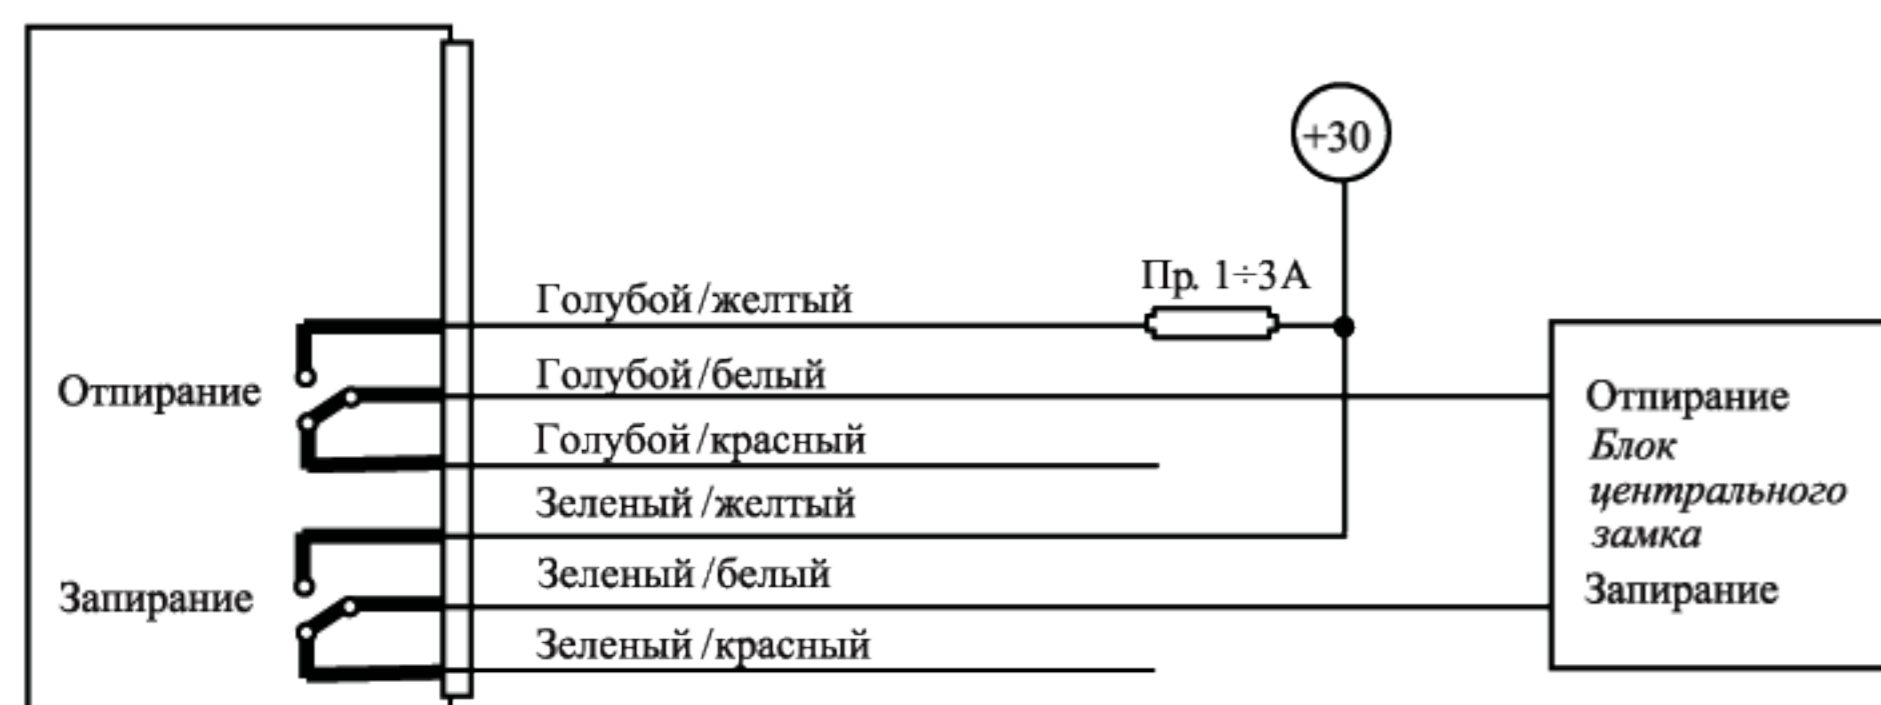 +30
Пр. 1÷3А
Голубой/желтый
Отпирание
Голубой/белый
Голубой/красный
Зеленый/желтый
Запирание
Зеленый/белый
Зеленый/красный
Отпирание
Блок
центрального
замка
Запирание